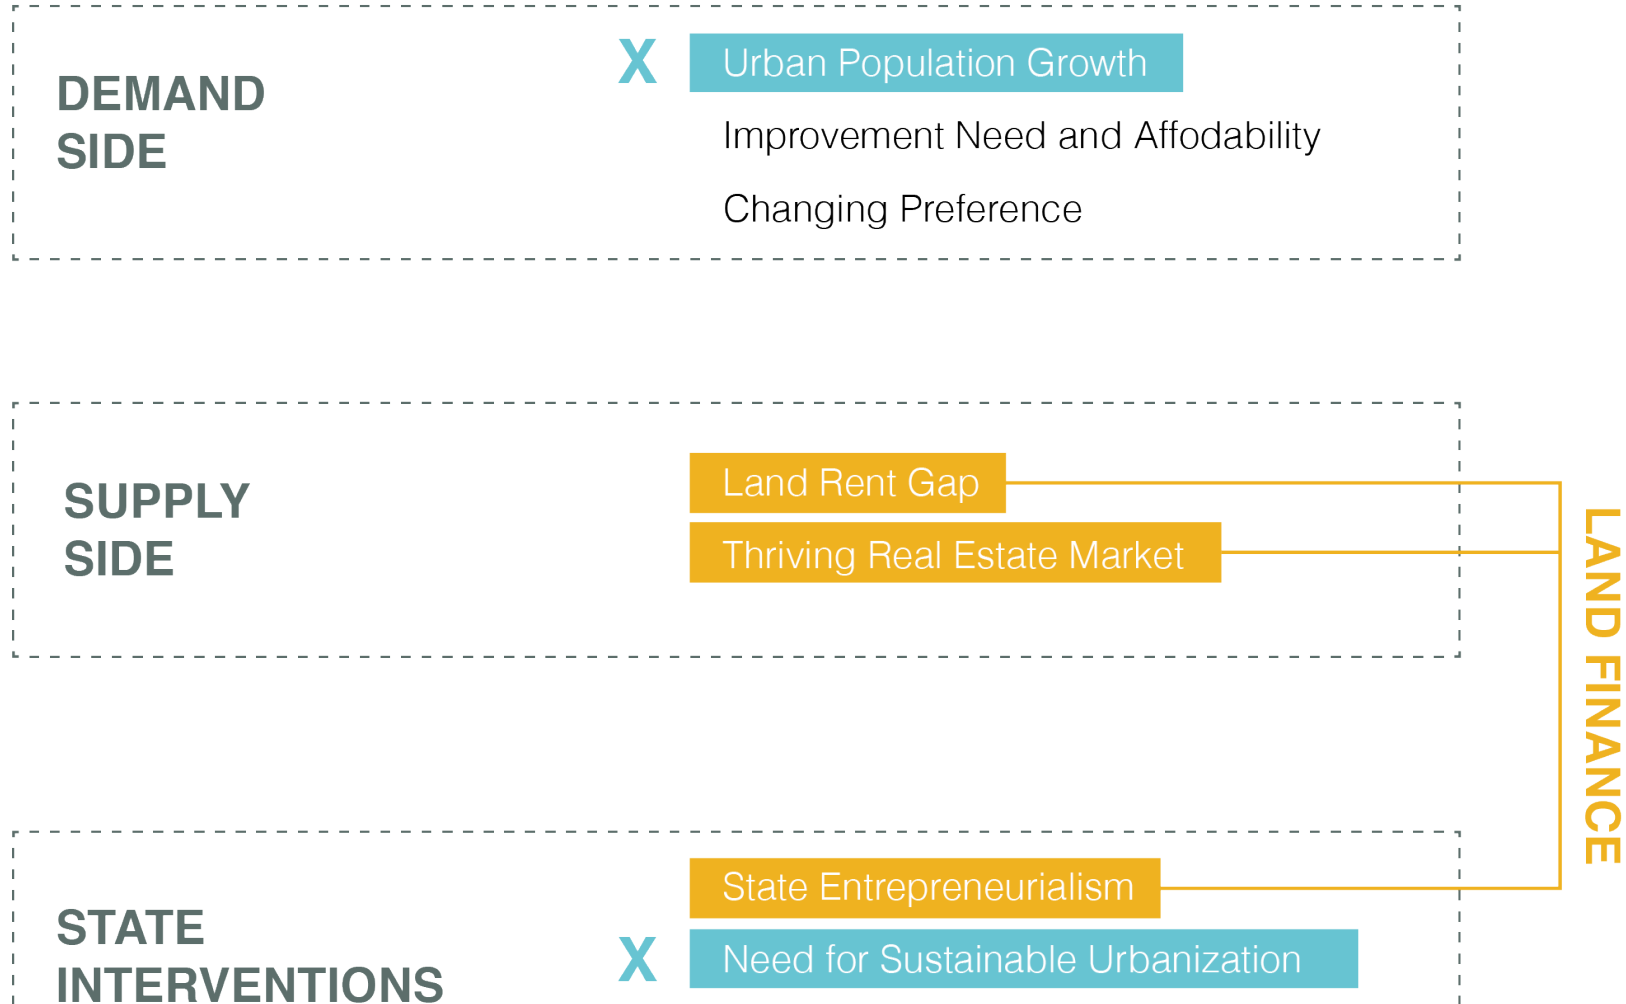 DEMAND
SIDE
X Urban Population Growth
Improvement Need and Affodability
Changing Preference
SUPPLY
SIDE
Land Rent Gap
Thriving Real Estate Market
LAND FINANCE
STATE
INTERVENTIONS
State Entrepreneurialism
X Need for Sustainable Urbanization